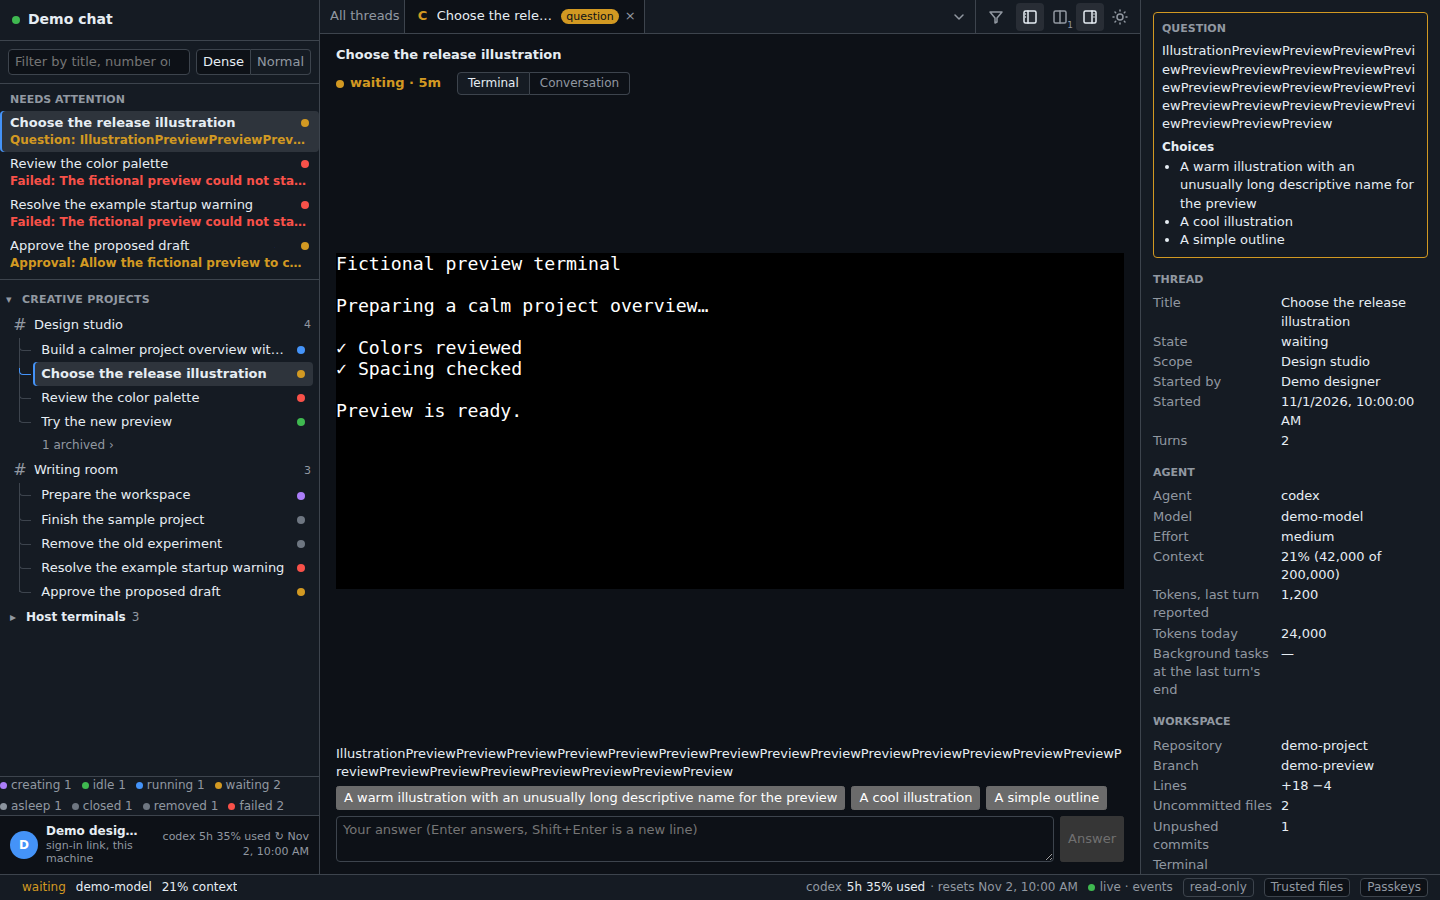 Demo chat
Filter by title, number or
Dense
Normal
NEEDS ATTENTION
Choose the release illustration
Question: IllustrationPreviewPreviewPrev…
Review the color palette
Failed: The fictional preview could not sta…
Resolve the example startup warning
Failed: The fictional preview could not sta…
Approve the proposed draft
Approval: Allow the fictional preview to c…
▾ CREATIVE PROJECTS
# Design studio 4
Build a calmer project overview wit…
Choose the release illustration
Review the color palette
Try the new preview
1 archived ›
# Writing room 3
Prepare the workspace
Finish the sample project
Remove the old experiment
Resolve the example startup warning
Approve the proposed draft
▸ Host terminals 3
creating 1 idle 1 running 1 waiting 2
asleep 1 closed 1 removed 1 failed 2
D
Demo desig…
sign-in link, this
machine
codex 5h 35% used ↻ Nov
2, 10:00 AM
All threads
C Choose the rele… question ×
1
Choose the release illustration
waiting · 5m
Terminal
Conversation
Fictional preview terminal
Preparing a calm project overview…
✓ Colors reviewed
✓ Spacing checked
Preview is ready.
IllustrationPreviewPreviewPreviewPreviewPreviewPreviewPreviewPreviewPreviewPreviewPreviewPreviewPreviewP
reviewPreviewPreviewPreviewPreviewPreviewPreviewPreview
A warm illustration with an unusually long descriptive name for the preview
A cool illustration
A simple outline
Your answer (Enter answers, Shift+Enter is a new line)
Answer
QUESTION
IllustrationPreviewPreviewPreviewPrevi
ewPreviewPreviewPreviewPreviewPrevi
ewPreviewPreviewPreviewPreviewPrevi
ewPreviewPreviewPreviewPreviewPrevi
ewPreviewPreviewPreview
Choices
• A warm illustration with an
unusually long descriptive name for
the preview
• A cool illustration
• A simple outline
THREAD
Title Choose the release
illustration
State waiting
Scope Design studio
Started by Demo designer
Started 11/1/2026, 10:00:00
AM
Turns 2
AGENT
Agent codex
Model demo-model
Effort medium
Context 21% (42,000 of
200,000)
Tokens, last turn 1,200
reported
Tokens today 24,000
Background tasks —
at the last turn's
end
WORKSPACE
Repository demo-project
Branch demo-preview
Lines +18 −4
Uncommitted files 2
Unpushed 1
commits
Terminal
waiting demo-model 21% context
codex 5h 35% used · resets Nov 2, 10:00 AM
live · events
read-only
Trusted files
Passkeys